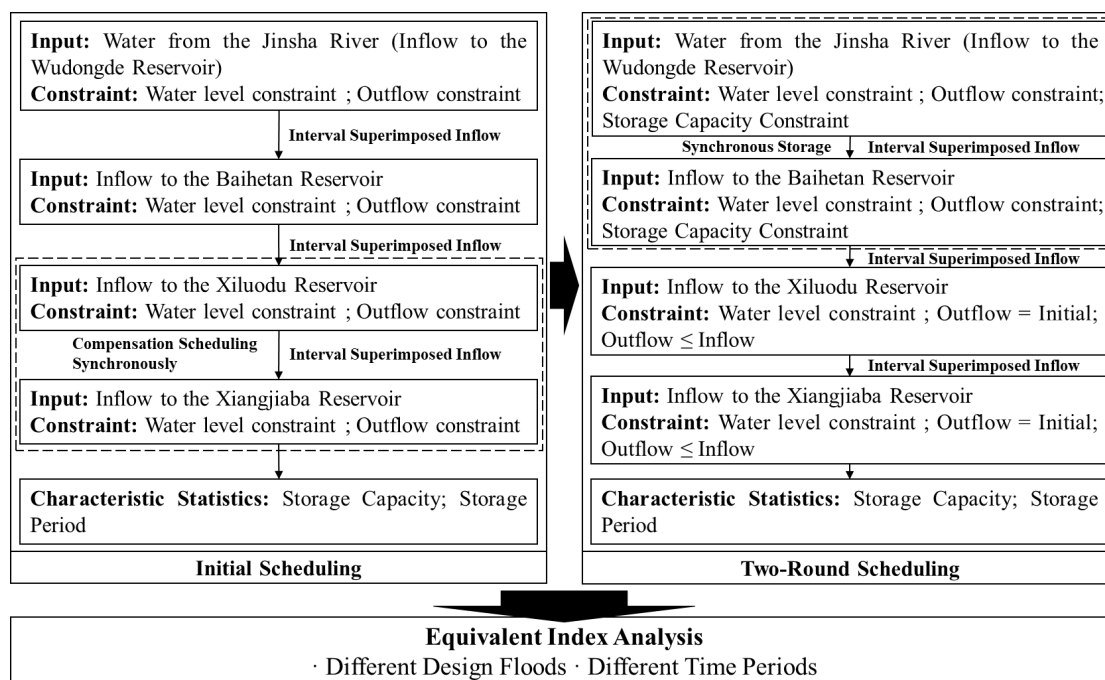 Input: Water from the Jinsha River (Inflow to the
Wudongde Reservoir)
Constraint: Water level constraint ; Outflow constraint
Interval Superimposed Inflow
Input: Inflow to the Baihetan Reservoir
Constraint: Water level constraint ; Outflow constraint
Interval Superimposed Inflow
Input: Inflow to the Xiluodu Reservoir
Constraint: Water level constraint ; Outflow constraint
Compensation Scheduling
Synchronously
Interval Superimposed Inflow
Input: Inflow to the Xiangjiaba Reservoir
Constraint: Water level constraint ; Outflow constraint
Characteristic Statistics: Storage Capacity; Storage
Period
Initial Scheduling
Input: Water from the Jinsha River (Inflow to the
Wudongde Reservoir)
Constraint: Water level constraint ; Outflow constraint;
Storage Capacity Constraint
Synchronous Storage
Interval Superimposed Inflow
Input: Inflow to the Baihetan Reservoir
Constraint: Water level constraint ; Outflow constraint;
Storage Capacity Constraint
Interval Superimposed Inflow
Input: Inflow to the Xiluodu Reservoir
Constraint: Water level constraint ; Outflow = Initial;
Outflow ≤ Inflow
Interval Superimposed Inflow
Input: Inflow to the Xiangjiaba Reservoir
Constraint: Water level constraint ; Outflow = Initial;
Outflow ≤ Inflow
Characteristic Statistics: Storage Capacity; Storage
Period
Two-Round Scheduling
Equivalent Index Analysis
· Different Design Floods · Different Time Periods